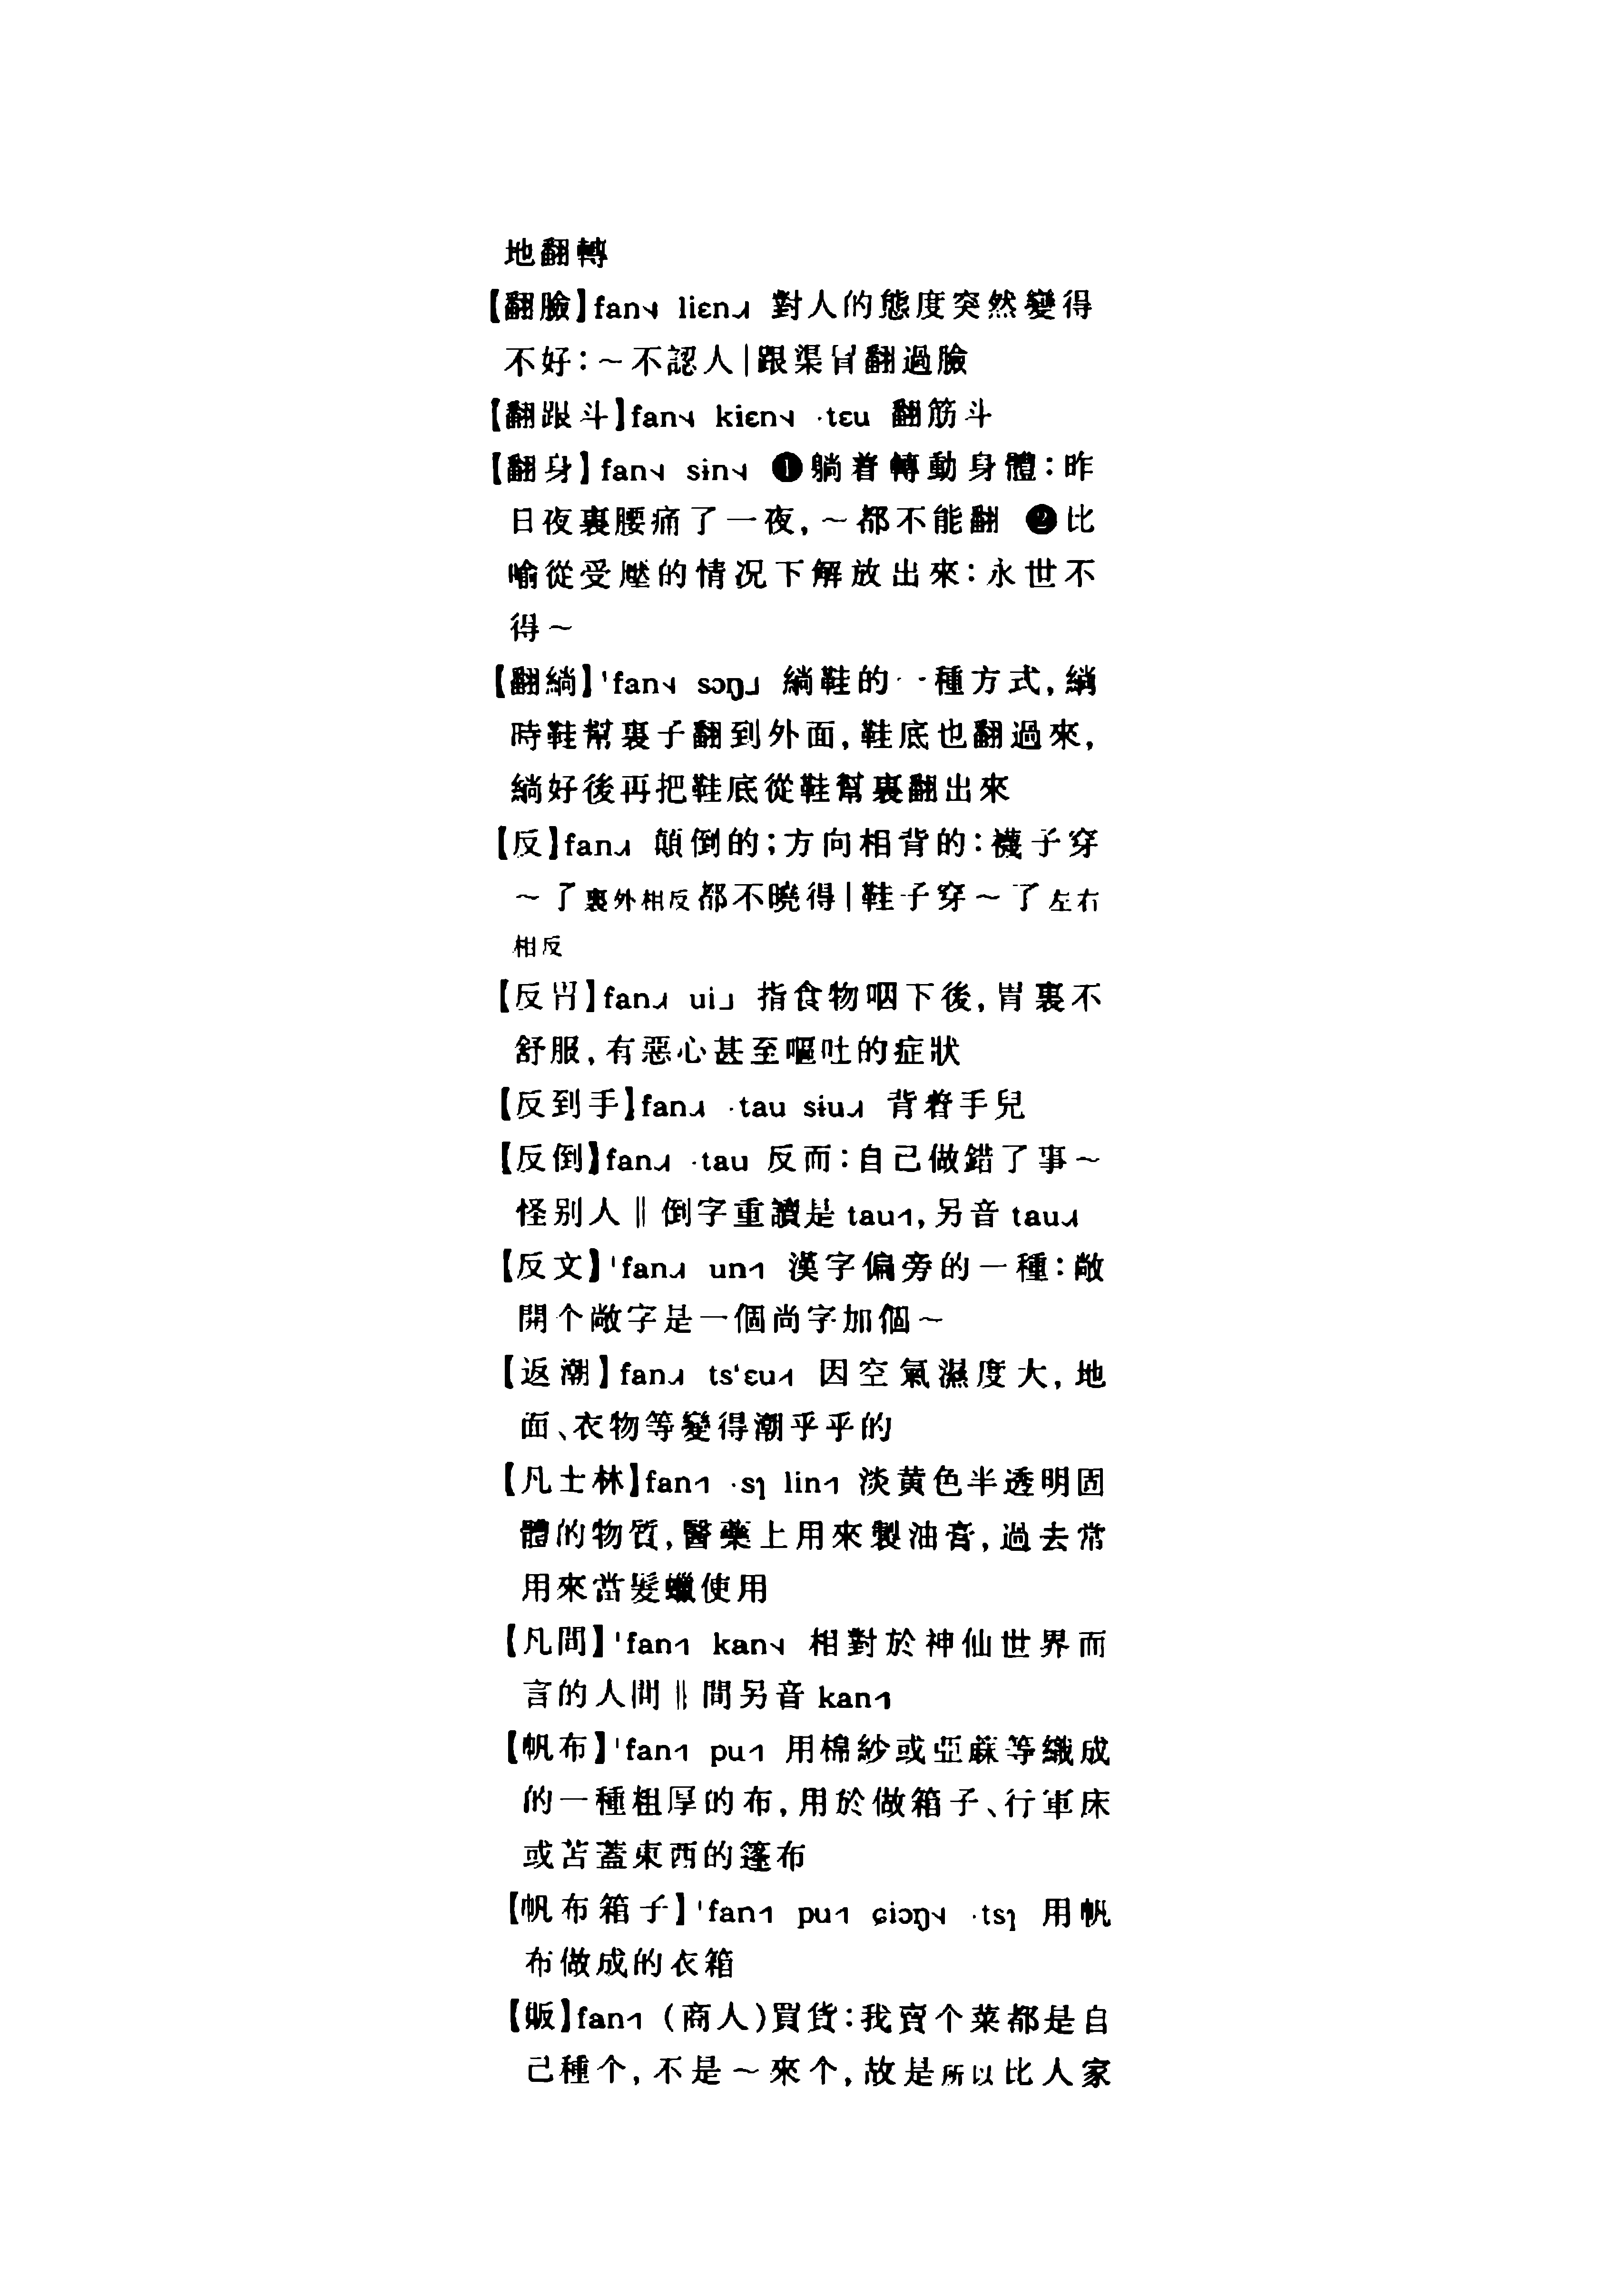 地翻轉
【翻臉】fan˧˩ liɛn˨˩˧ 對人的態度突然變得
不好：～不認人|跟渠冐翻過臉
【翻跟斗】fan˧˩ kiɛn˧˩ ·tɛu 翻筋斗
【翻身】fan˧˩ sɨn˧˩ ❶躺着轉動身體：昨
日夜裏腰痛了一夜，～都不能翻 ❷比
喻從受壓的情況下解放出來：永世不
得～
【翻緔】ˈfan˧˩ sɔŋ˩ 緔鞋的一種方式，緔
時鞋幫裏子翻到外面，鞋底也翻過來，
緔好後再把鞋底從鞋幫裏翻出來
【反】fan˨˩˧ 顛倒的；方向相背的：襪子穿
～了裏外相反都不曉得|鞋子穿～了左右
相反
【反胃】fan˨˩˧ ui˩ 指食物咽下後，胃裏不
舒服，有惡心甚至嘔吐的症狀
【反到手】fan˨˩˧ ·tau sɨu˨˩˧ 背着手兒
【反倒】fan˨˩˧ ·tau 反而：自己做錯了事～
怪别人‖倒字重讀是 tau˧˥，另音 tau˨˩˧
【反文】ˈfan˨˩˧ un˧˥ 漢字偏旁的一種：敞
開个敞字是一個尚字加個～
【返潮】fan˨˩˧ tsʻɛu˨˦ 因空氣濕度大，地
面、衣物等變得潮乎乎的
【凡士林】fan˧˥ ·sɿ lin˧˥ 淡黄色半透明固
體的物質，醫藥上用來製油膏，過去常
用來當髮蠟使用
【凡間】ˈfan˧˥ kan˧˩ 相對於神仙世界而
言的人間‖間另音 kan˧˥
【帆布】ˈfan˧˥ pu˧˥ 用棉紗或亞蔴等織成
的一種粗厚的布，用於做箱子、行軍床
或苫蓋東西的篷布
【帆布箱子】ˈfan˧˥ pu˧˥ ɕiɔŋ˧˩ ·tsɿ 用帆
布做成的衣箱
【販】fan˧˥ (商人)買貨：我賣个菜都是自
己種个，不是～來个，故是所以比人家